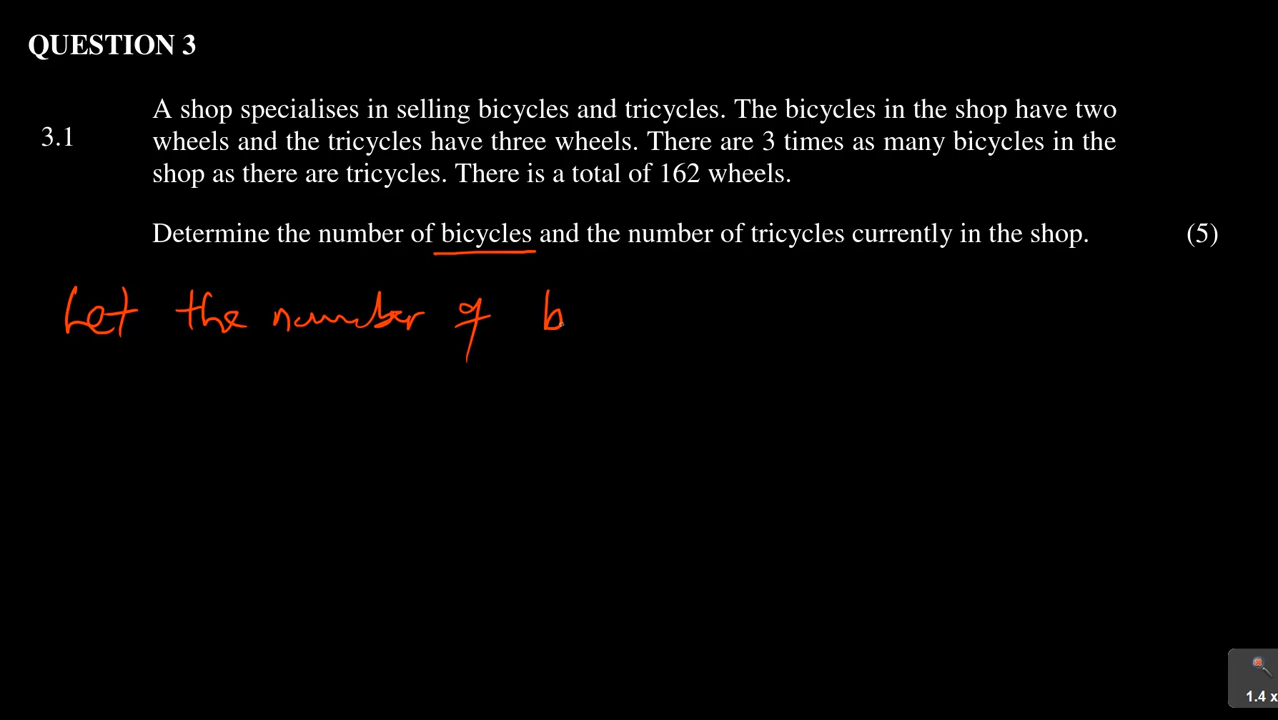 QUESTION 3
3.1
A shop specialises in selling bicycles and tricycles. The bicycles in the shop have two
wheels and the tricycles have three wheels. There are 3 times as many bicycles in the
shop as there are tricycles. There is a total of 162 wheels.
Determine the number of bicycles and the number of tricycles currently in the shop. (5)
Let the number of b
1.4 x